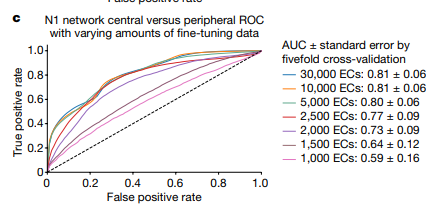 False positive rate
c
N1 network central versus peripheral ROC
with varying amounts of fine-tuning data
1.0
0.8
0.6
0.4
0.2
0
True positive rate
0 0.2 0.4 0.6 0.8 1.0
False positive rate
AUC ± standard error by
fivefold cross-validation
30,000 ECs: 0.81 ± 0.06
10,000 ECs: 0.81 ± 0.06
5,000 ECs: 0.80 ± 0.06
2,500 ECs: 0.77 ± 0.09
2,000 ECs: 0.73 ± 0.09
1,500 ECs: 0.64 ± 0.12
1,000 ECs: 0.59 ± 0.16